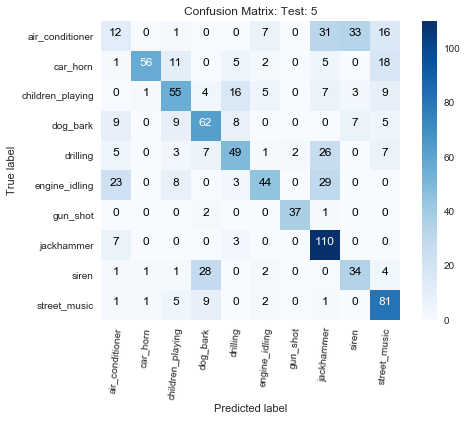 Confusion Matrix: Test: 5
True label
air_conditioner 12 0 1 0 0 7 0 31 33 16
car_horn 1 56 11 0 5 2 0 5 0 18
children_playing 0 1 55 4 16 5 0 7 3 9
dog_bark 9 0 9 62 8 0 0 0 7 5
drilling 5 0 3 7 49 1 2 26 0 7
engine_idling 23 0 8 0 3 44 0 29 0 0
gun_shot 0 0 0 2 0 0 37 1 0 0
jackhammer 7 0 0 0 3 0 0 110 0 0
siren 1 1 1 28 0 2 0 0 34 4
street_music 1 1 5 9 0 2 0 1 0 81
air_conditioner car_horn children_playing dog_bark drilling engine_idling gun_shot jackhammer siren street_music
Predicted label
100
80
60
40
20
0